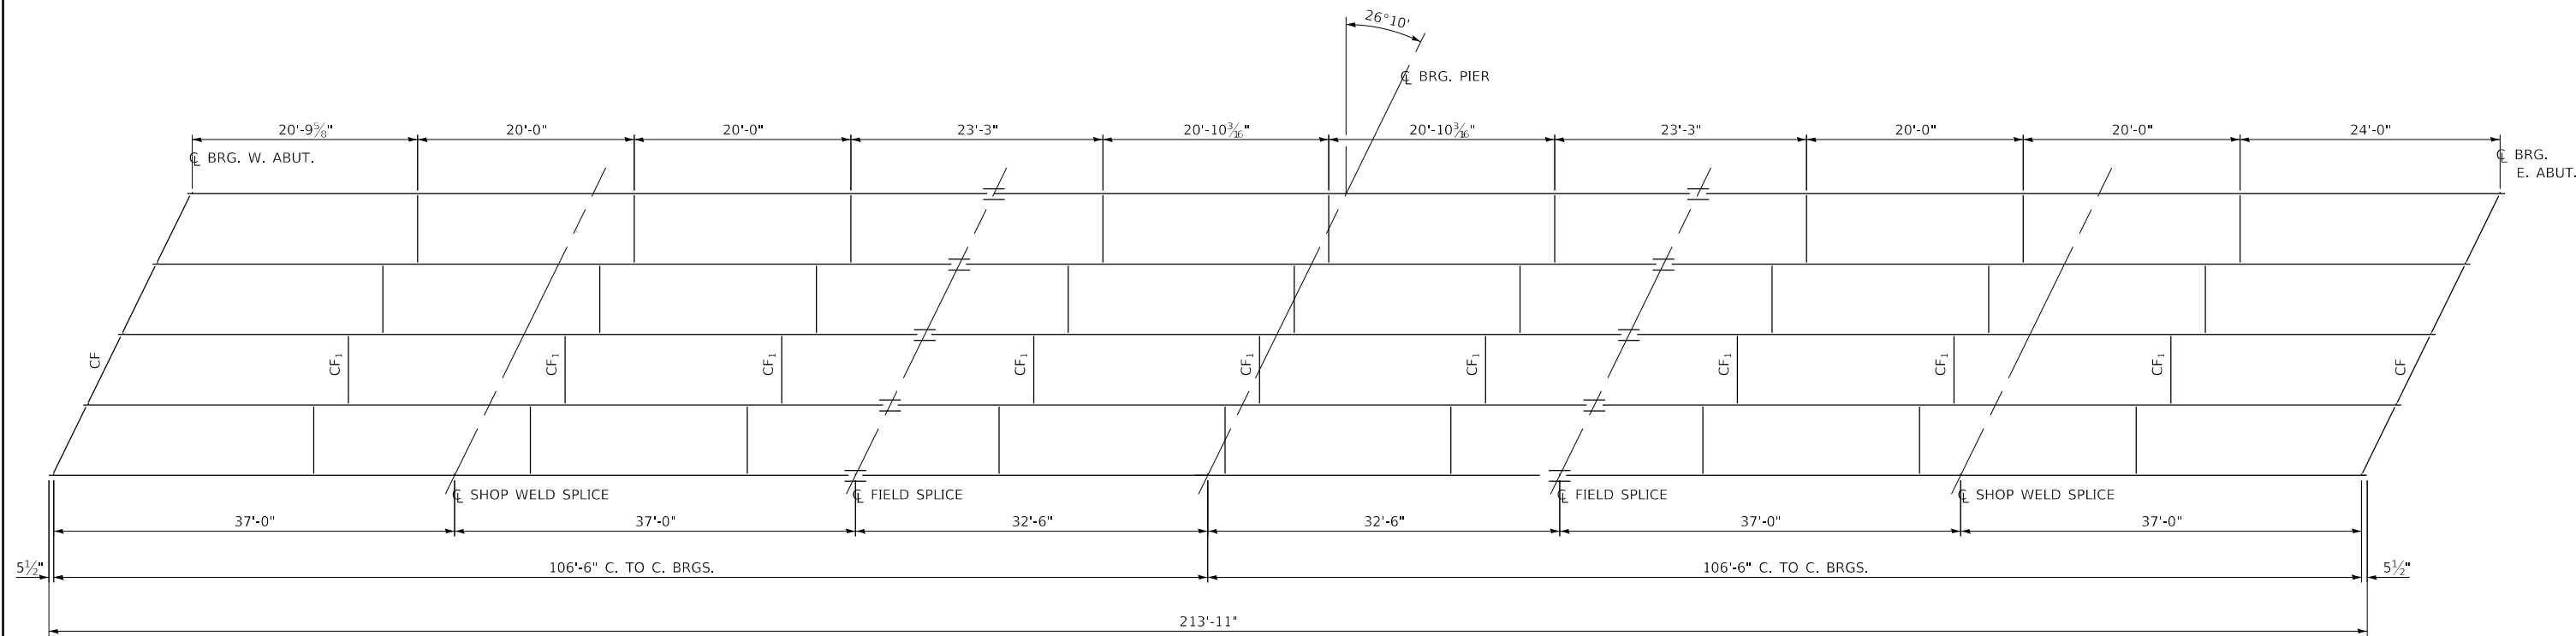 26°10'
℄ BRG. PIER
20'-9⅝" 20'-0" 20'-0" 23'-3" 20'-10³⁄₁₆" 20'-10³⁄₁₆" 23'-3" 20'-0" 20'-0" 24'-0"
℄ BRG. W. ABUT.
℄ BRG.
E. ABUT.
CF CF₁ CF₁ CF₁ CF₁ CF₁ CF₁ CF₁ CF₁ CF₁ CF
℄ SHOP WELD SPLICE ℄ FIELD SPLICE ℄ FIELD SPLICE ℄ SHOP WELD SPLICE
37'-0" 37'-0" 32'-6" 32'-6" 37'-0" 37'-0"
5½" 106'-6" C. TO C. BRGS. 106'-6" C. TO C. BRGS. 5½"
213'-11"